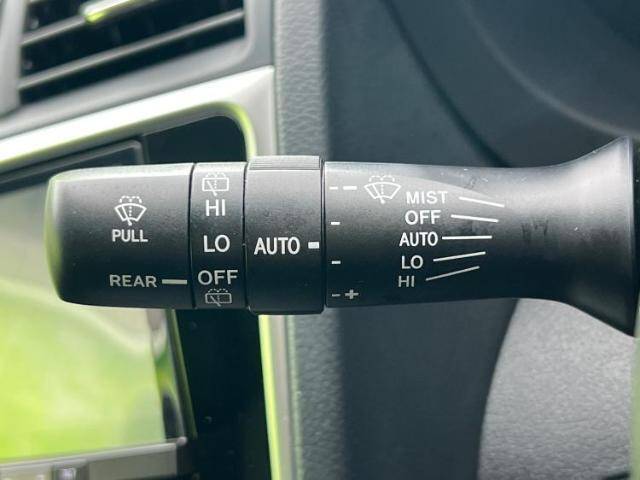 PULL
REAR
HI
LO
OFF
AUTO
-- 
-
-
-+
MIST
OFF
AUTO
LO
HI